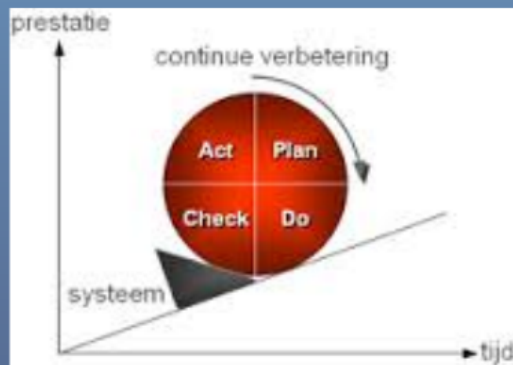 prestatie
continue verbetering
Act Plan
Check Do
systeem
tijd